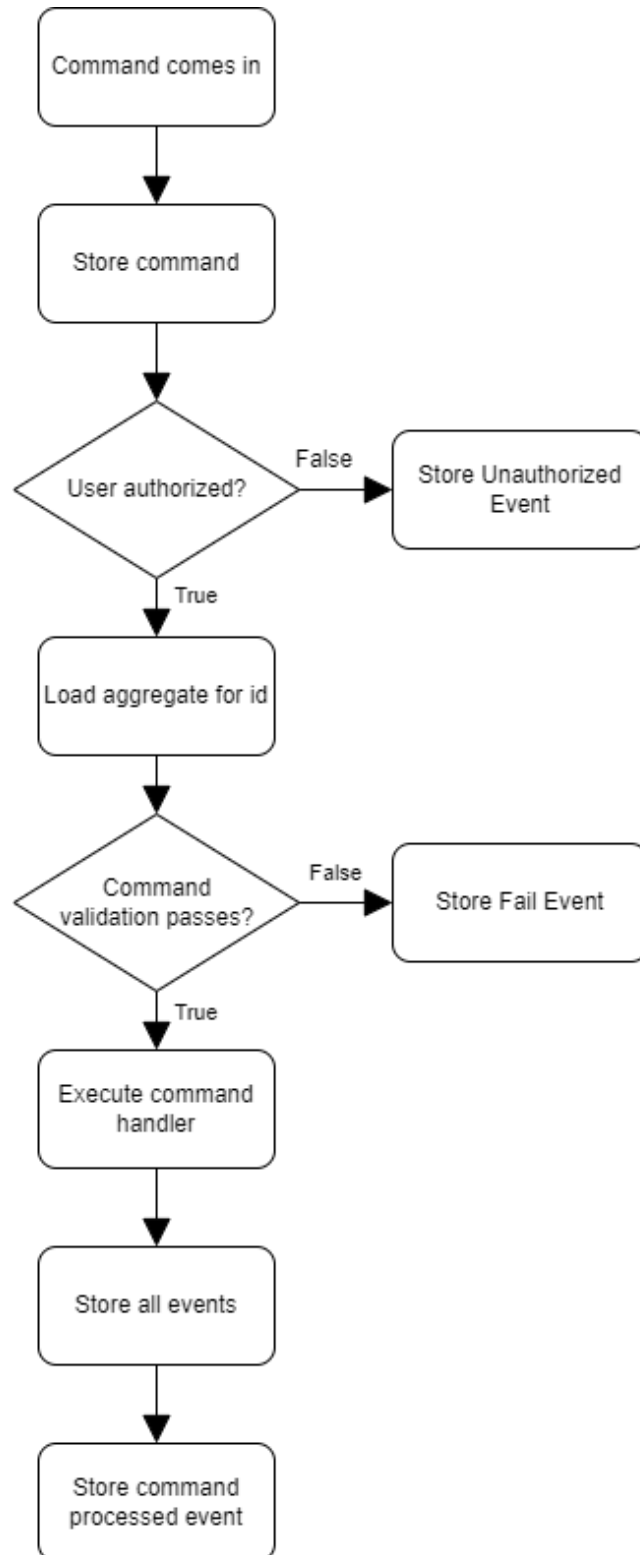 Command comes in
Store command
User authorized?
False
Store Unauthorized
Event
True
Load aggregate for id
Command
validation passes?
False
Store Fail Event
True
Execute command
handler
Store all events
Store command
processed event